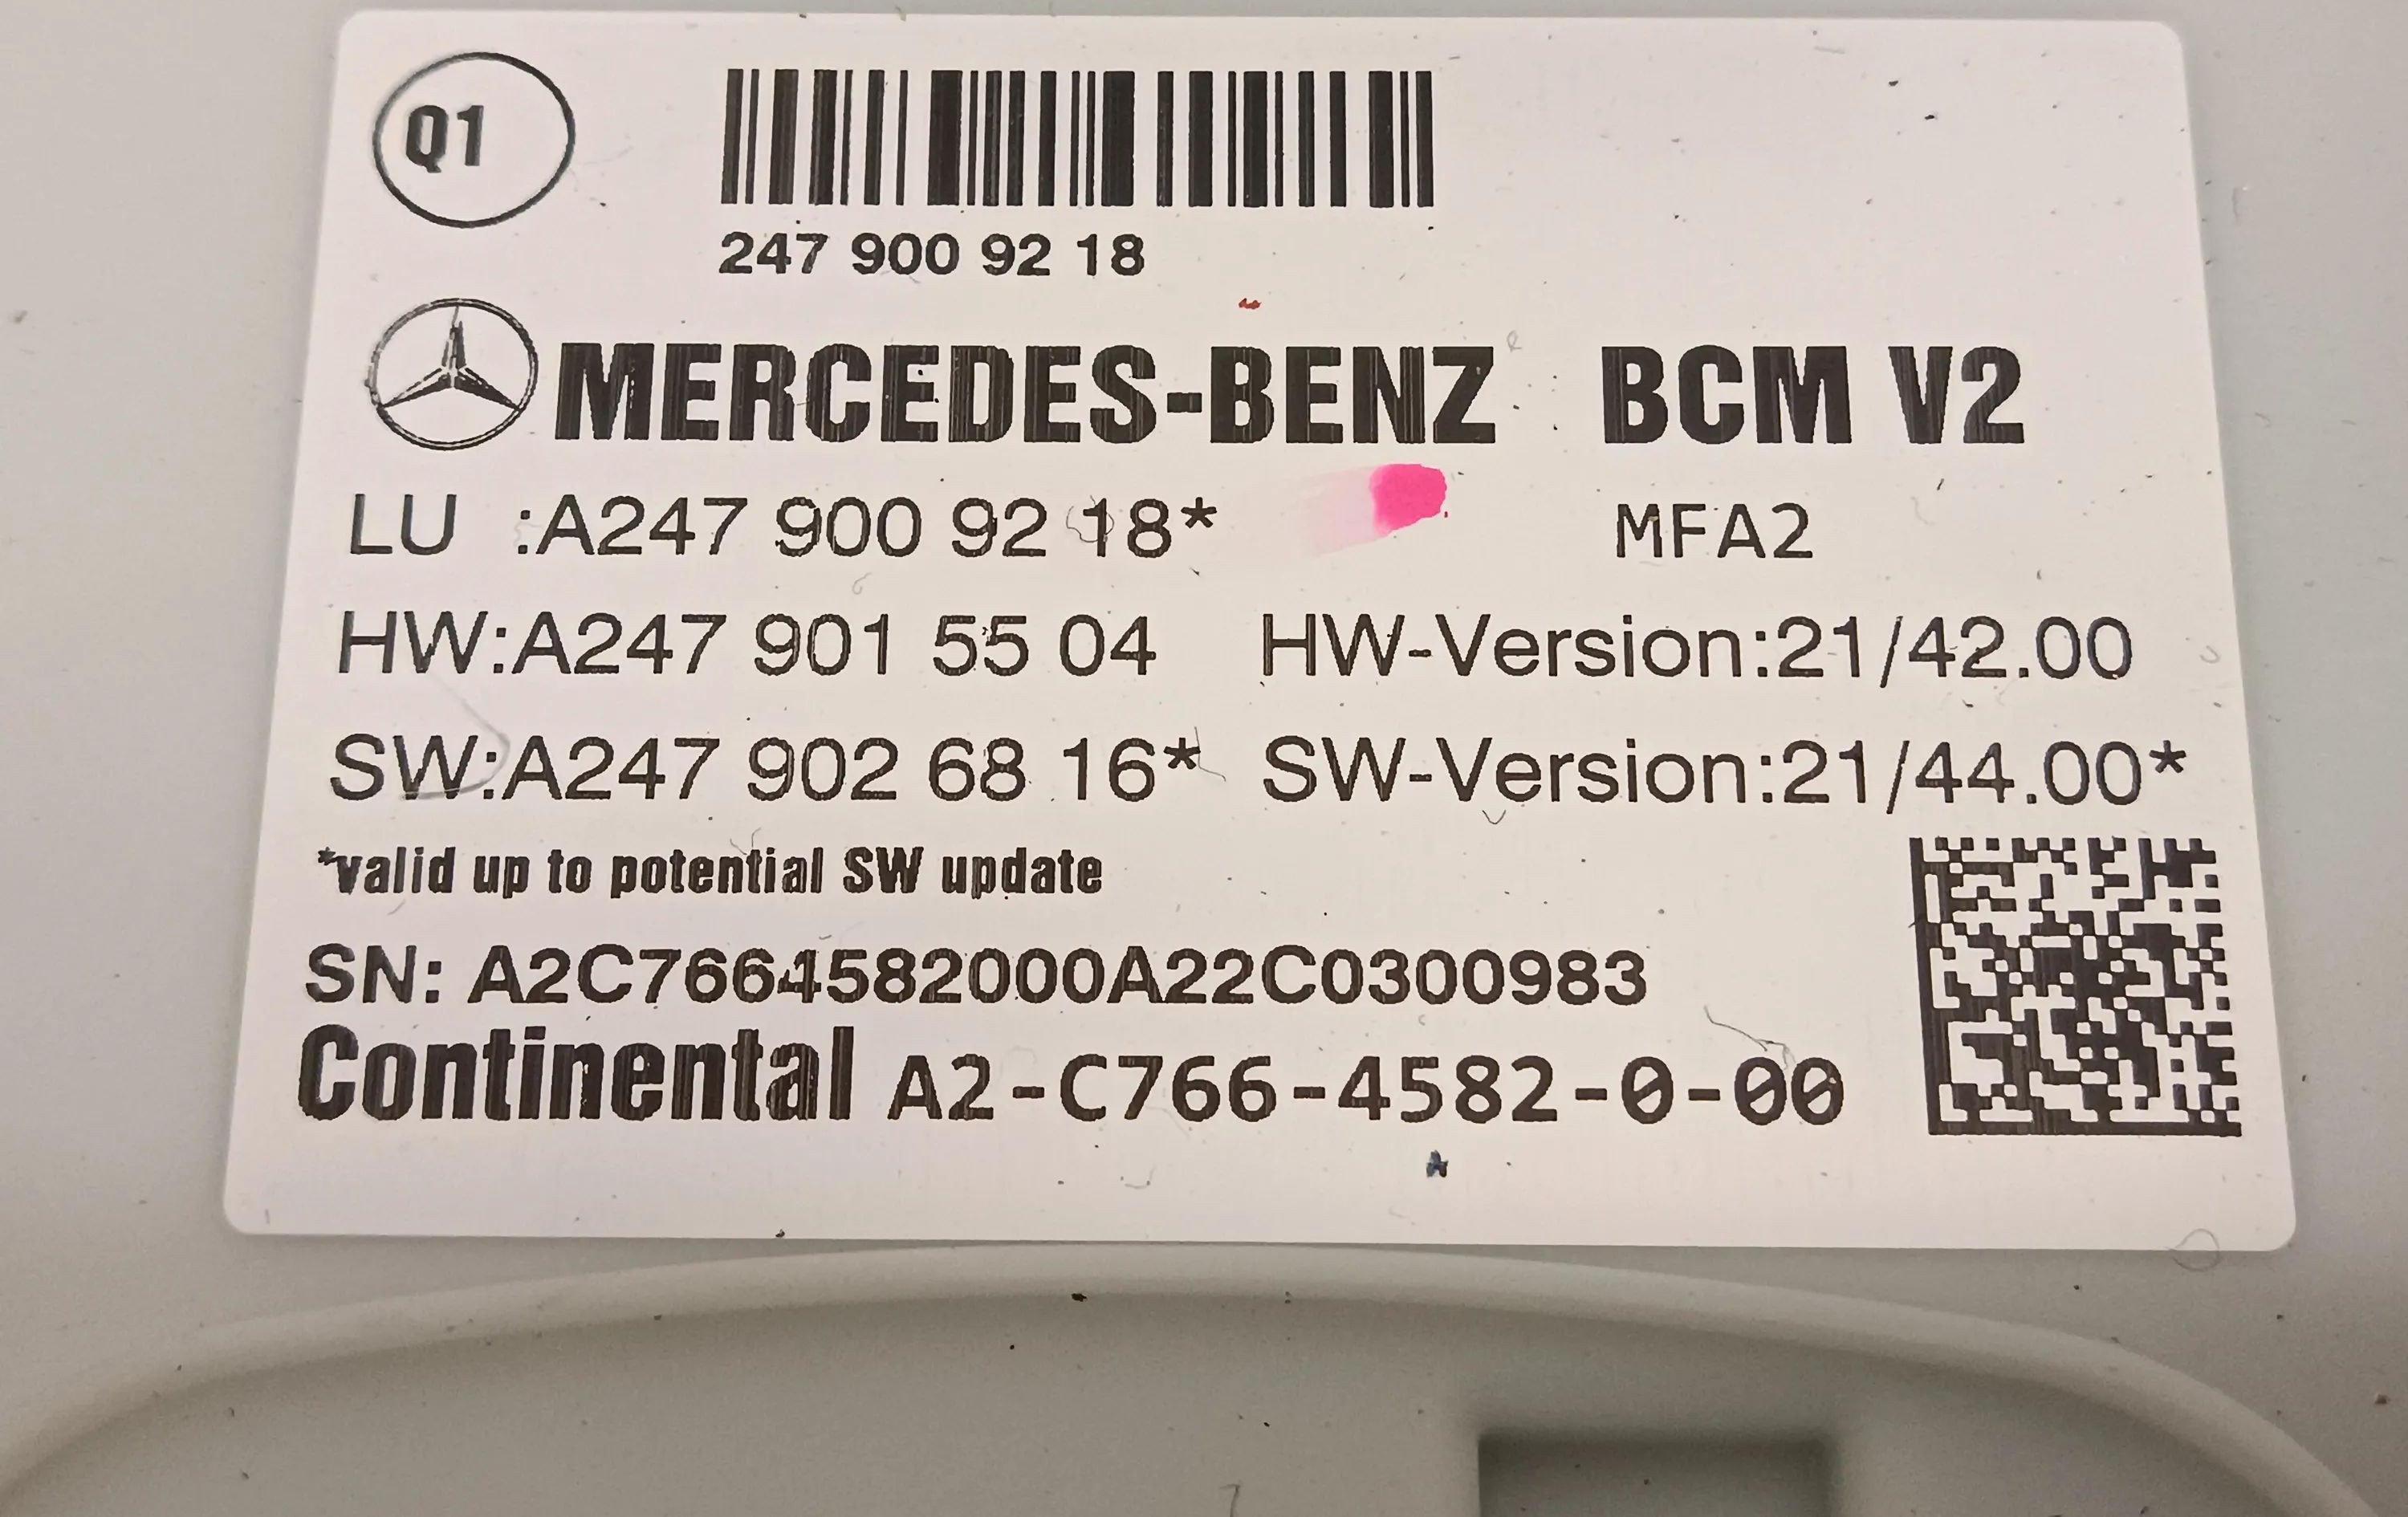 Q1
247 900 92 18
MERCEDES-BENZ BCM V2
LU :A247 900 92 18* MFA2
HW:A247 901 55 04 HW-Version:21/42.00
SW:A247 902 68 16* SW-Version:21/44.00*
*valid up to potential SW update
SN: A2C7664582000A22C0300983
Continental A2-C766-4582-0-00